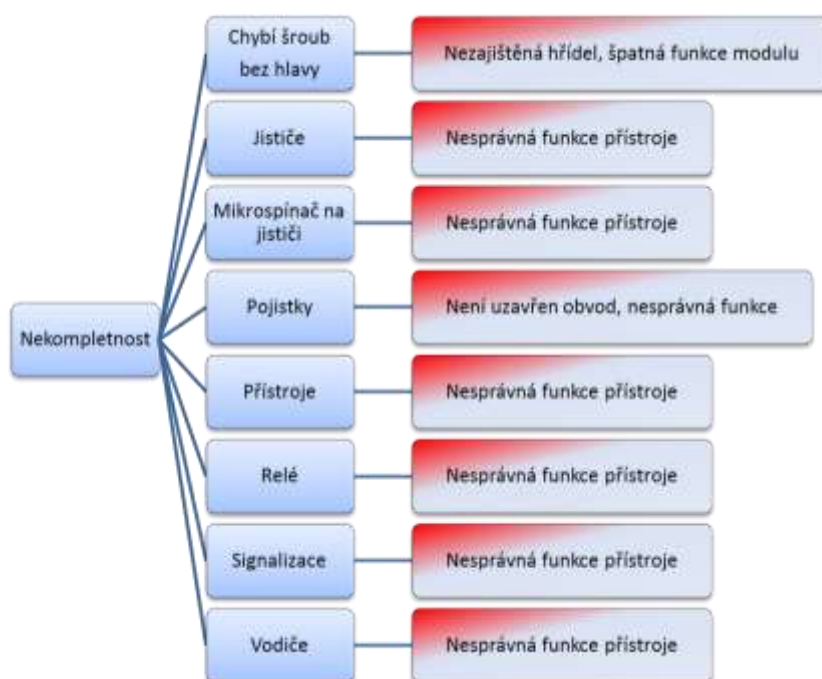 Chybí šroub
bez hlavy
Nezajištěná hřídel, špatná funkce modulu
Jističe
Nesprávná funkce přístroje
Mikrospínač na
jističi
Nesprávná funkce přístroje
Pojistky
Není uzavřen obvod, nesprávná funkce
Nekompletnost
Přístroje
Nesprávná funkce přístroje
Relé
Nesprávná funkce přístroje
Signalizace
Nesprávná funkce přístroje
Vodiče
Nesprávná funkce přístroje